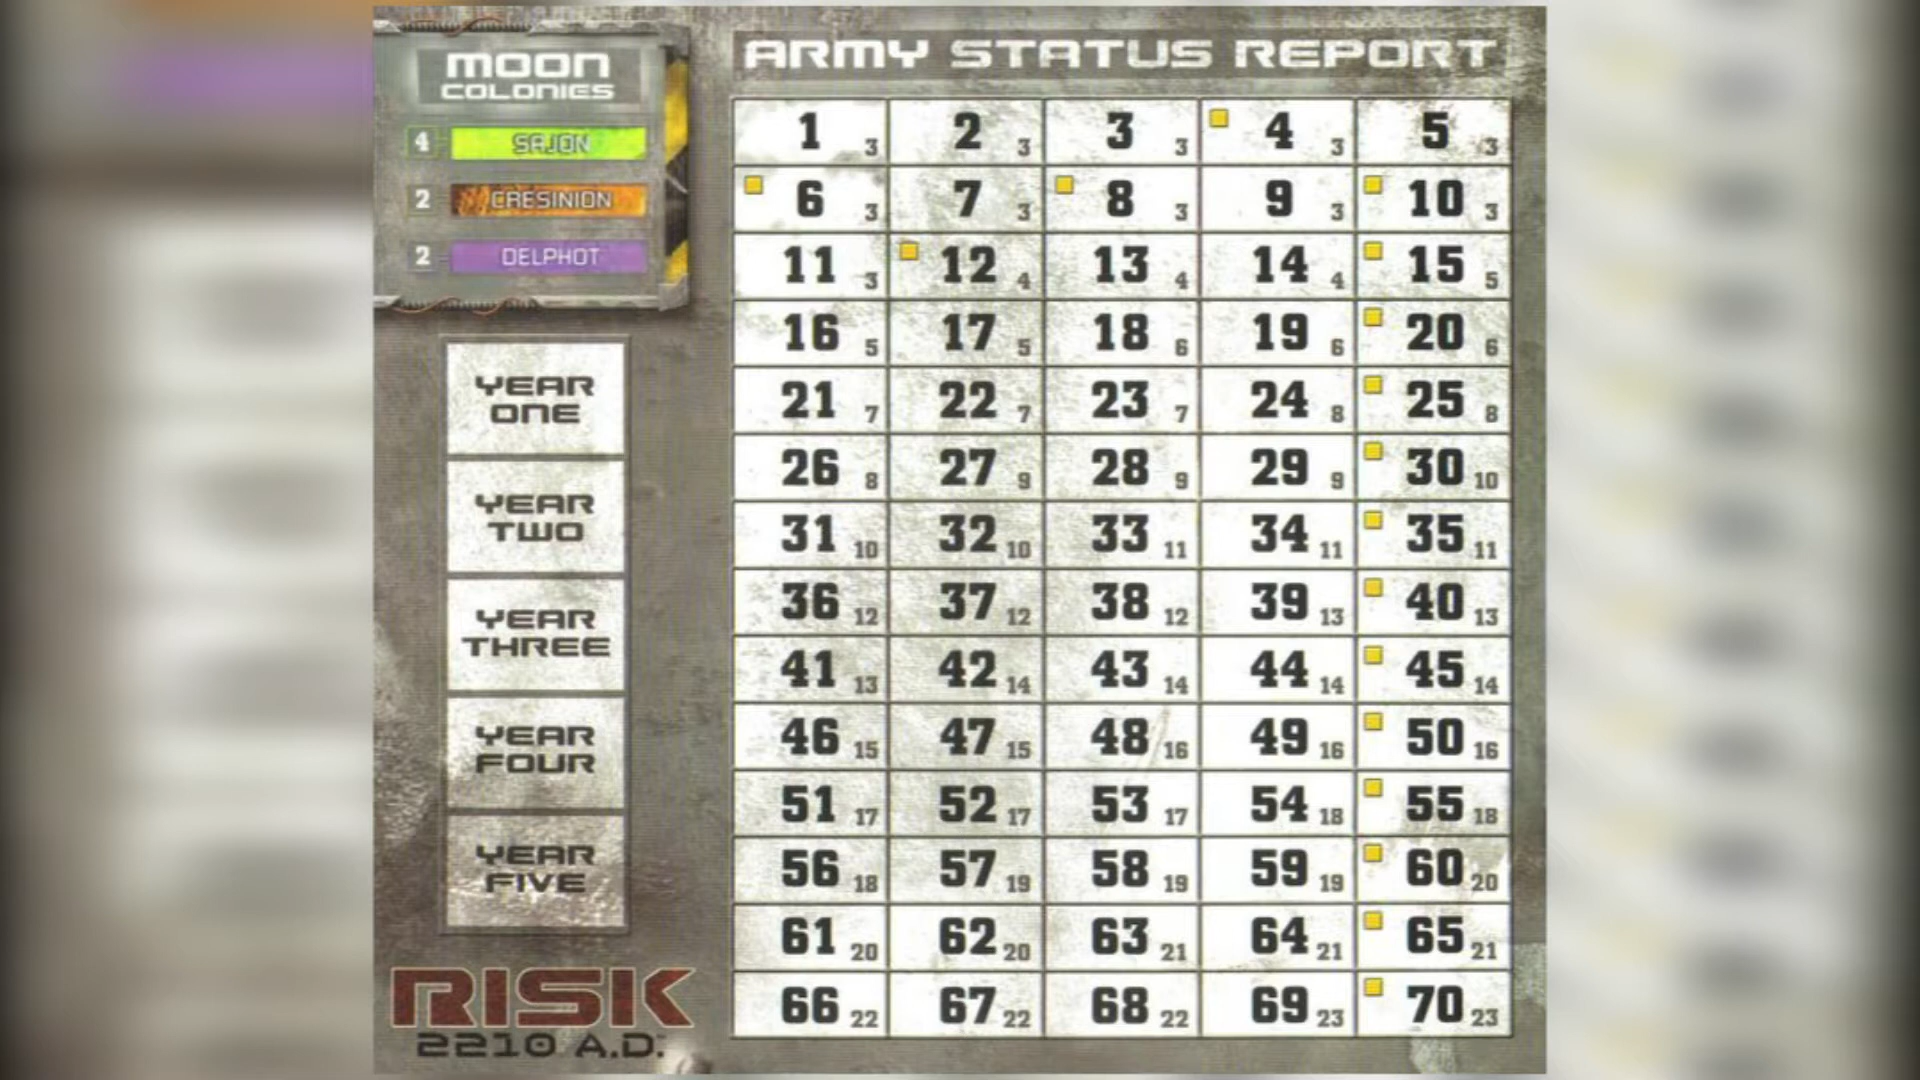 MOON
COLONIES
4 SAJON
2 CRESINION
2 DELPHOT
YEAR
ONE
YEAR
TWO
YEAR
THREE
YEAR
FOUR
YEAR
FIVE
RISK
2210 A.D.
ARMY STATUS REPORT
1 3 2 3 3 3 4 3 5 3
6 3 7 3 8 3 9 3 10 3
11 3 12 4 13 4 14 4 15 5
16 5 17 5 18 6 19 6 20 6
21 7 22 7 23 7 24 8 25 8
26 8 27 9 28 9 29 9 30 10
31 10 32 10 33 11 34 11 35 11
36 12 37 12 38 12 39 13 40 13
41 13 42 14 43 14 44 14 45 14
46 15 47 15 48 16 49 16 50 16
51 17 52 17 53 17 54 18 55 18
56 18 57 19 58 19 59 19 60 20
61 20 62 20 63 21 64 21 65 21
66 22 67 22 68 22 69 23 70 23